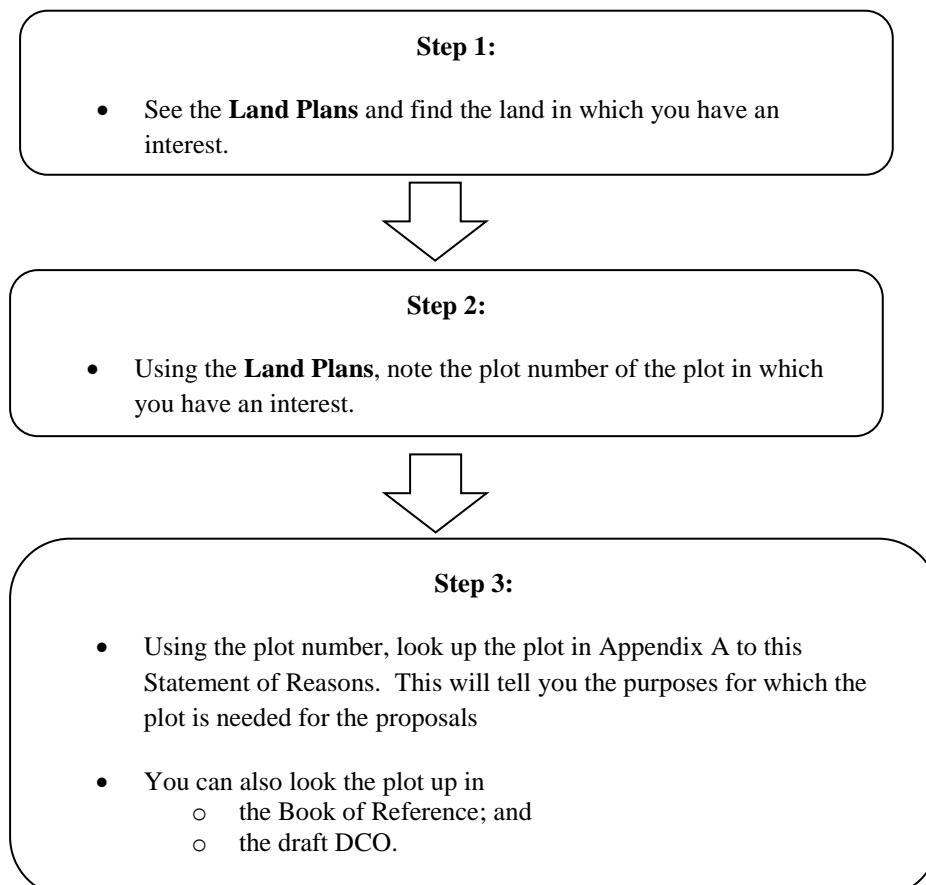 Step 1:
• See the Land Plans and find the land in which you have an
interest.
Step 2:
• Using the Land Plans, note the plot number of the plot in which
you have an interest.
Step 3:
• Using the plot number, look up the plot in Appendix A to this
Statement of Reasons. This will tell you the purposes for which the
plot is needed for the proposals
• You can also look the plot up in
o the Book of Reference; and
o the draft DCO.